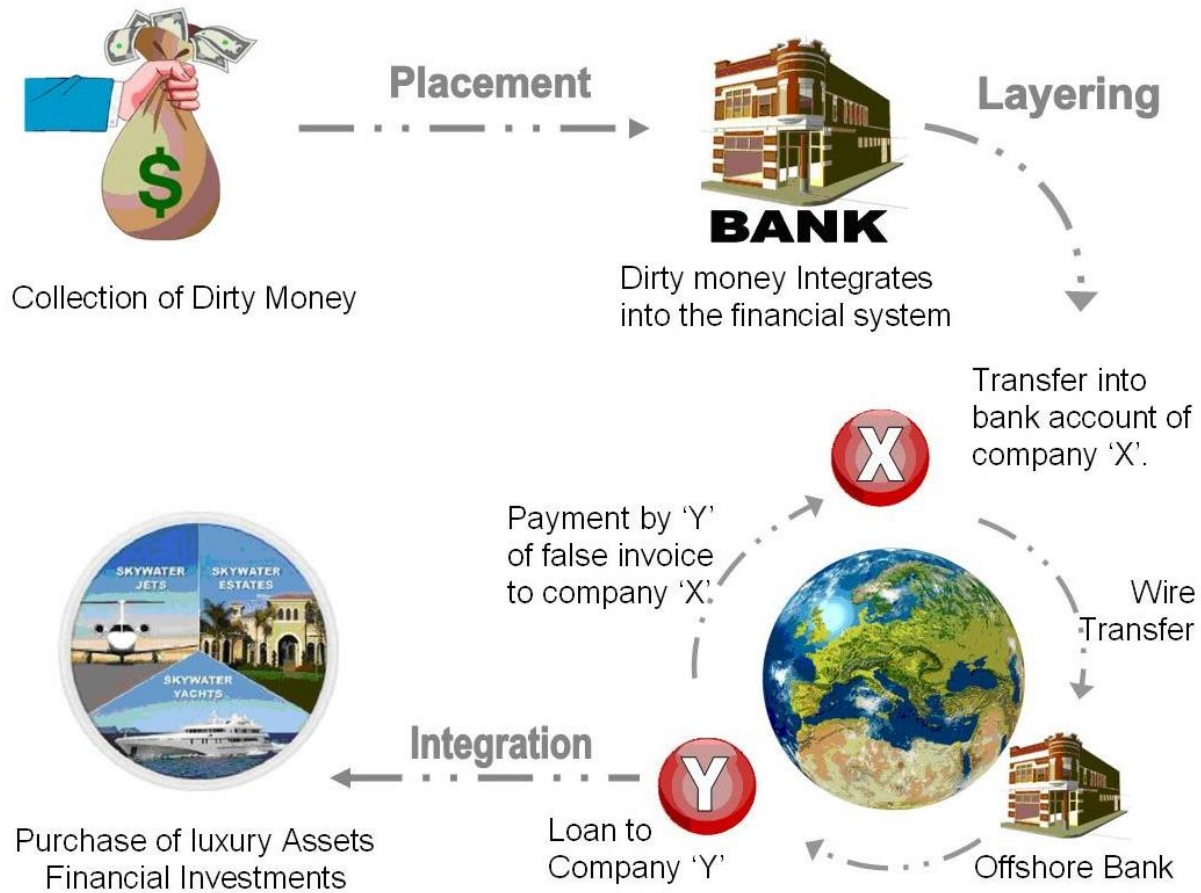 Placement
Layering
$
BANK
Collection of Dirty Money
Dirty money Integrates
into the financial system
Transfer into
bank account of
company ‘X’.
X
Payment by ‘Y’
of false invoice
to company ‘X’
Wire
Transfer
SKYWATER
JETS
SKYWATER
ESTATES
SKYWATER
YACHTS
Integration
Y
Loan to
Company ‘Y’
Offshore Bank
Purchase of luxury Assets
Financial Investments